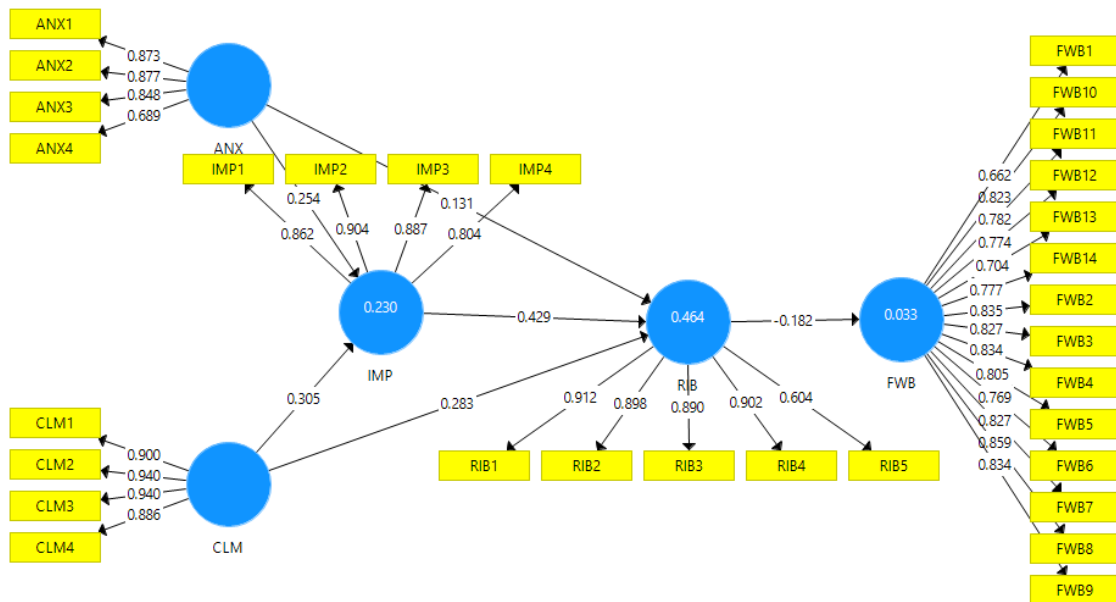 ANX1
ANX2
ANX3
ANX4
0.873
0.877
0.848
0.689
ANX
IMP1
IMP2
IMP3
IMP4
0.254
0.131
0.862
0.904
0.887
0.804
0.230
IMP
0.429
0.305
0.283
CLM1
CLM2
CLM3
CLM4
0.900
0.940
0.940
0.886
CLM
0.464
RIB
-0.182
0.912
0.898
0.890
0.902
0.604
RIB1
RIB2
RIB3
RIB4
RIB5
0.033
FWB
0.662
0.823
0.782
0.774
0.704
0.777
0.835
0.827
0.834
0.805
0.769
0.827
0.859
0.834
FWB1
FWB10
FWB11
FWB12
FWB13
FWB14
FWB2
FWB3
FWB4
FWB5
FWB6
FWB7
FWB8
FWB9